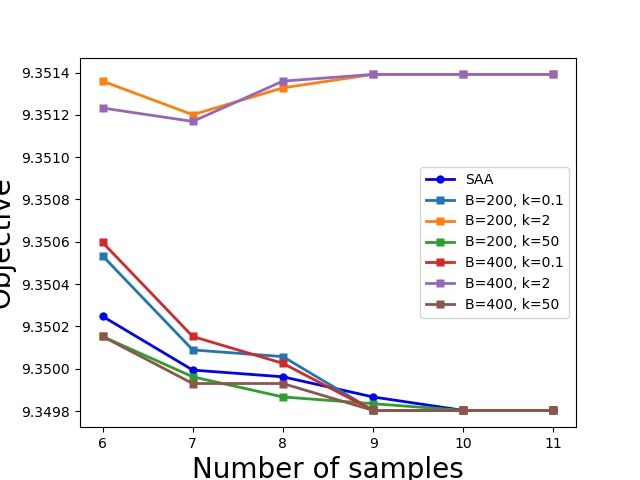 9.3514
9.3512
9.3510
9.3508
9.3506
9.3504
9.3502
9.3500
9.3498
Objective
SAA
B=200, k=0.1
B=200, k=2
B=200, k=50
B=400, k=0.1
B=400, k=2
B=400, k=50
6 7 8 9 10 11
Number of samples